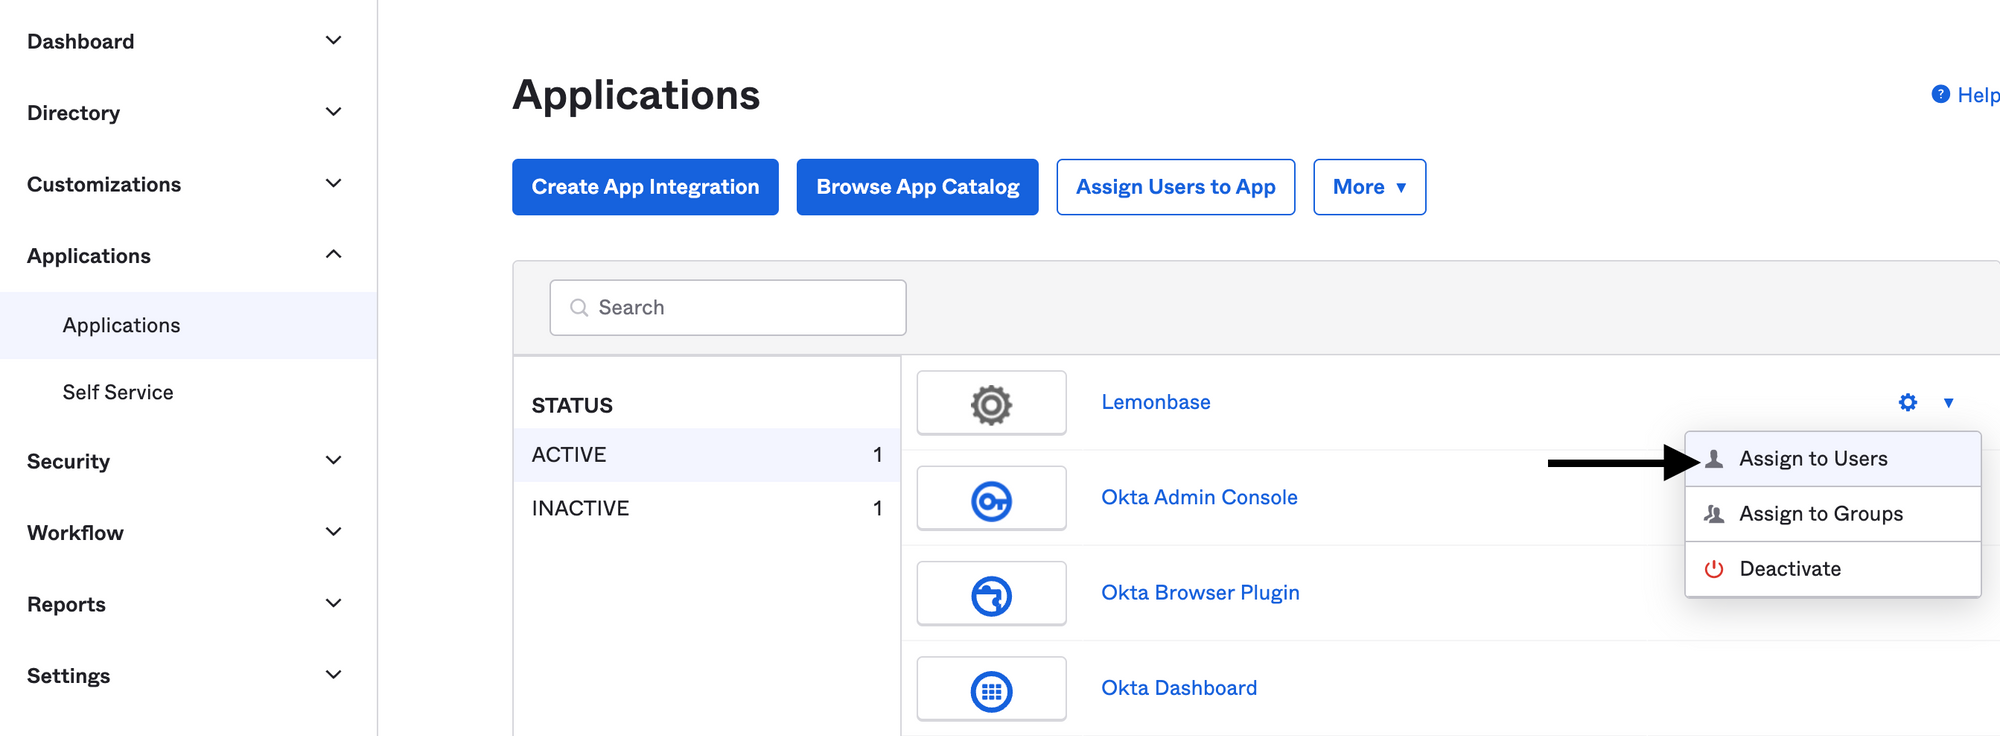 Dashboard
Directory
Customizations
Applications
Applications
Self Service
Security
Workflow
Reports
Settings
Applications
? Help
Create App Integration
Browse App Catalog
Assign Users to App
More ▼
Search
STATUS
ACTIVE 1
INACTIVE 1
Lemonbase
Assign to Users
Assign to Groups
Deactivate
Okta Admin Console
Okta Browser Plugin
Okta Dashboard